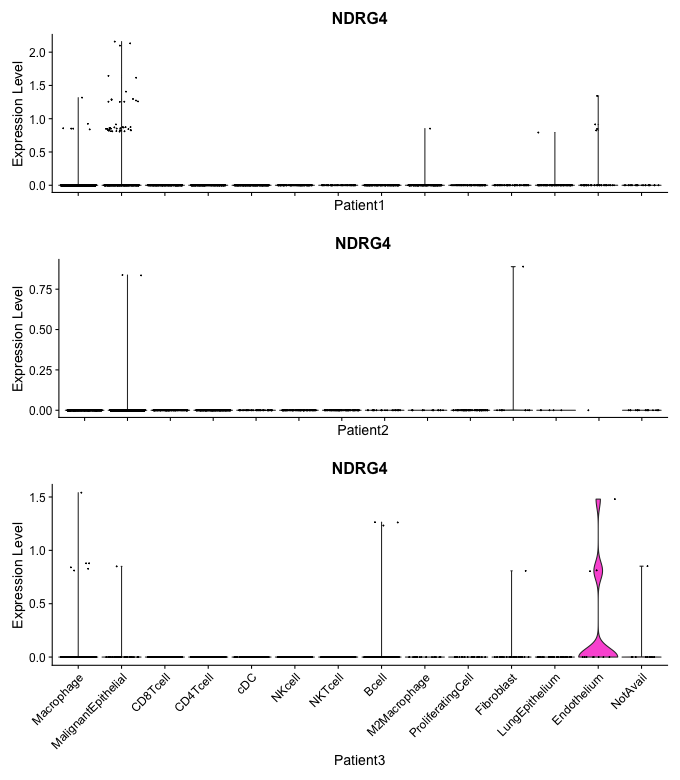 NDRG4
Expression Level
2.0
1.5
1.0
0.5
0.0
Patient1
NDRG4
Expression Level
0.75
0.50
0.25
0.00
Patient2
NDRG4
Expression Level
1.5
1.0
0.5
0.0
Macrophage
MalignantEpithelial
CD8Tcell
CD4Tcell
cDC
NKcell
NKTcell
Bcell
M2Macrophage
ProliferatingCell
Fibroblast
LungEpithelium
Endothelium
NotAvail
Patient3